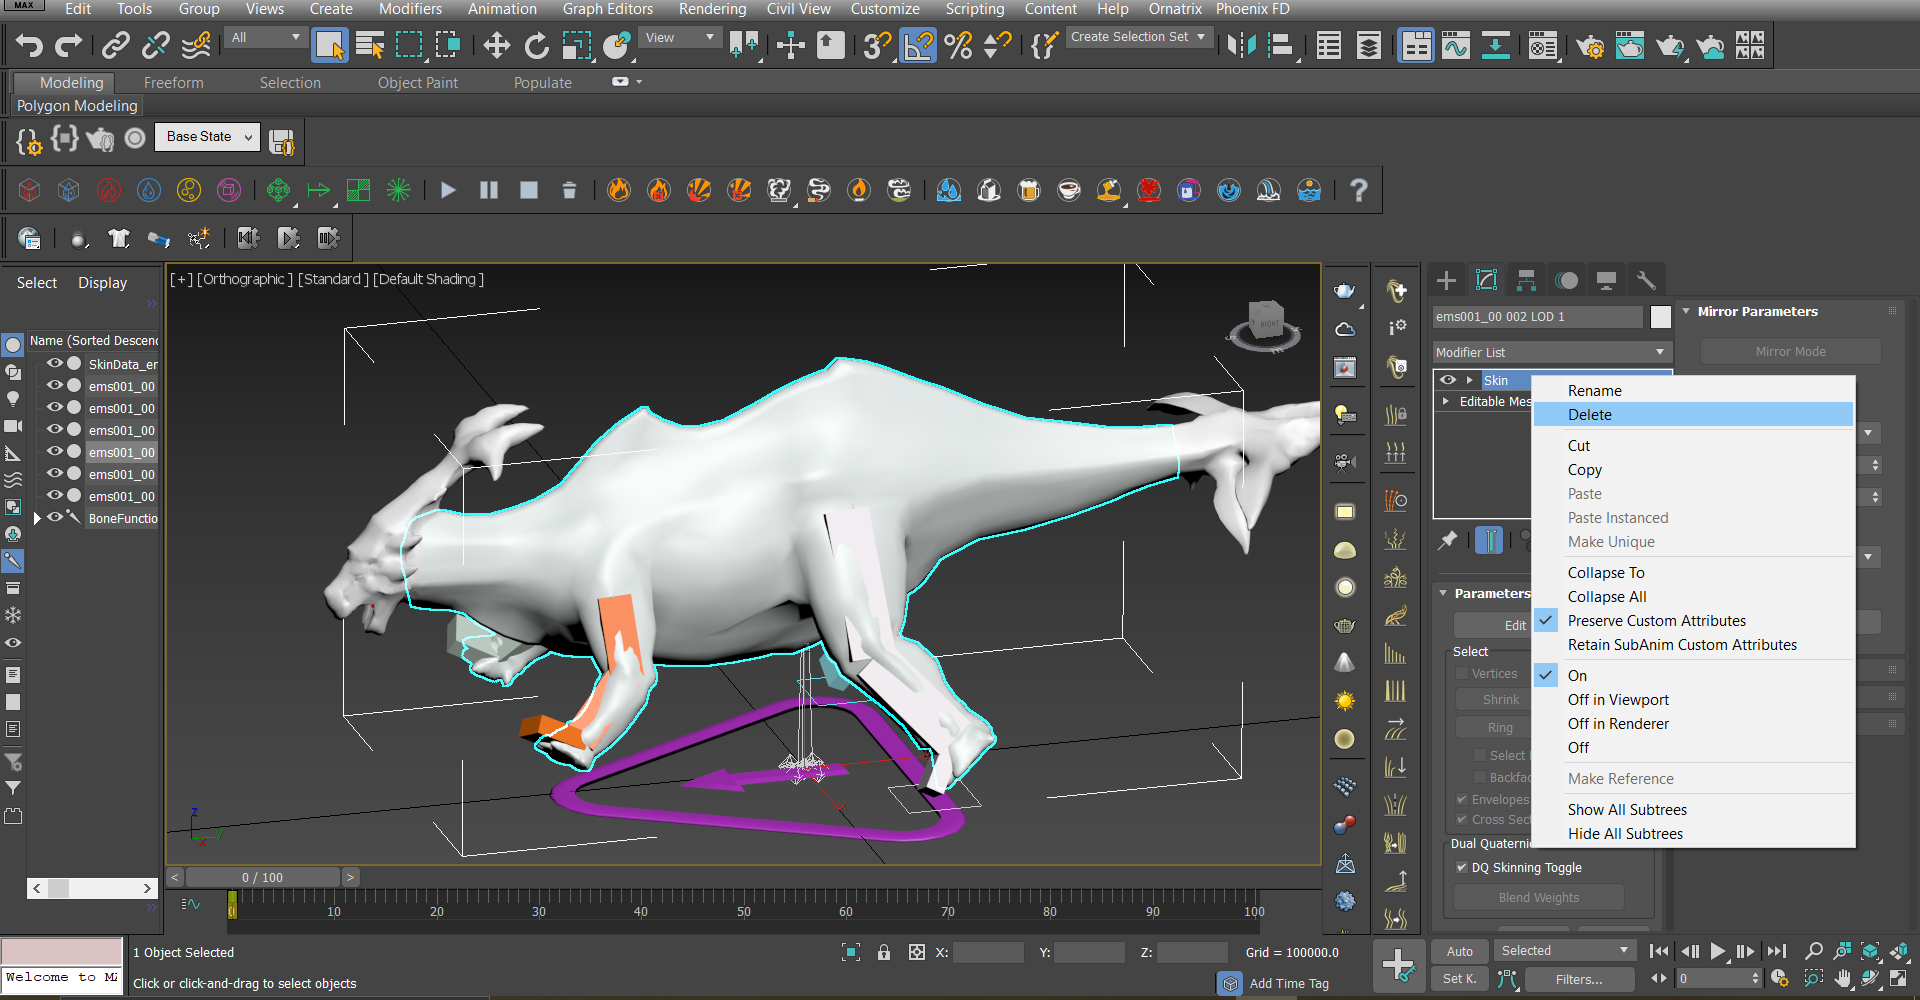 MAX
Edit Tools Group Views Create Modifiers Animation Graph Editors Rendering Civil View Customize Scripting Content Help Ornatrix Phoenix FD
All
View
Create Selection Set
Modeling Freeform Selection Object Paint Populate
Polygon Modeling
Base State
Select Display
Name (Sorted Descend
SkinData_er
ems001_00
ems001_00
ems001_00
ems001_00
ems001_00
ems001_00
BoneFunctio
[+] [Orthographic ] [Standard ] [Default Shading ]
RIGHT
z
y
x
x
0 / 100
0 10 20 30 40 50 60 70 80 90 100
ems001_00 002 LOD 1
Modifier List
Skin
Editable Mes
Mirror Parameters
Mirror Mode
Rename
Delete
Cut
Copy
Paste
Paste Instanced
Make Unique
Collapse To
Collapse All
Preserve Custom Attributes
Retain SubAnim Custom Attributes
On
Off in Viewport
Off in Renderer
Off
Make Reference
Show All Subtrees
Hide All Subtrees
Parameters
Edit
Select
Vertices
Shrink
Ring
Select
Backfac
Envelopes
Cross Sect
Dual Quaternic
DQ Skinning Toggle
Blend Weights
Welcome to MA
1 Object Selected
Click or click-and-drag to select objects
X: Y: Z: Grid = 100000.0
Add Time Tag
Auto Selected
Set K. Filters...
0